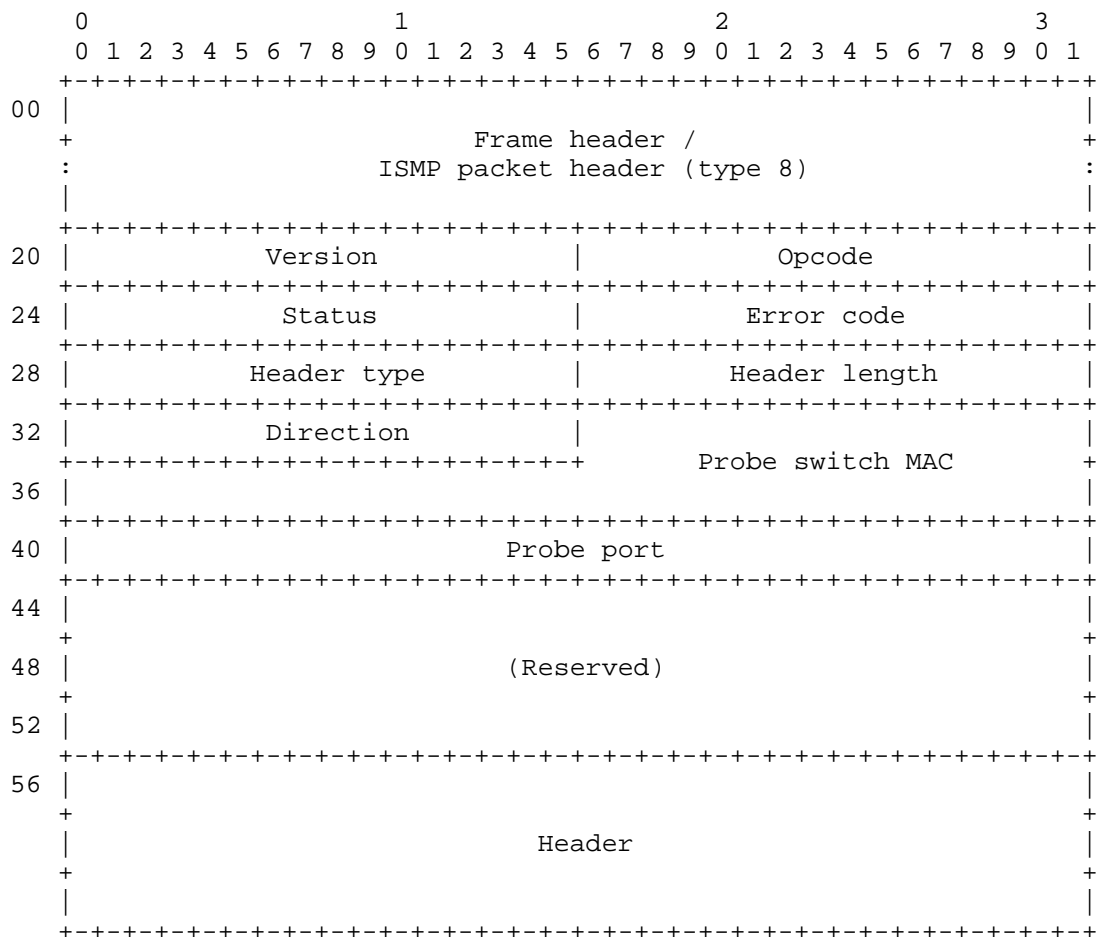 0                   1                   2                   3
 0 1 2 3 4 5 6 7 8 9 0 1 2 3 4 5 6 7 8 9 0 1 2 3 4 5 6 7 8 9 0 1
+-+-+-+-+-+-+-+-+-+-+-+-+-+-+-+-+-+-+-+-+-+-+-+-+-+-+-+-+-+-+-+-+
00 |                                                               |
+                         Frame header /                        +
:                   ISMP packet header (type 8)                 :
|                                                               |
+-+-+-+-+-+-+-+-+-+-+-+-+-+-+-+-+-+-+-+-+-+-+-+-+-+-+-+-+-+-+-+-+
20 |            Version            |            Opcode             |
+-+-+-+-+-+-+-+-+-+-+-+-+-+-+-+-+-+-+-+-+-+-+-+-+-+-+-+-+-+-+-+-+
24 |             Status            |          Error code           |
+-+-+-+-+-+-+-+-+-+-+-+-+-+-+-+-+-+-+-+-+-+-+-+-+-+-+-+-+-+-+-+-+
28 |           Header type         |         Header length         |
+-+-+-+-+-+-+-+-+-+-+-+-+-+-+-+-+-+-+-+-+-+-+-+-+-+-+-+-+-+-+-+-+
32 |            Direction          |                               |
+-+-+-+-+-+-+-+-+-+-+-+-+-+-+-+-+       Probe switch MAC        +
36 |                                                               |
+-+-+-+-+-+-+-+-+-+-+-+-+-+-+-+-+-+-+-+-+-+-+-+-+-+-+-+-+-+-+-+-+
40 |                           Probe port                          |
+-+-+-+-+-+-+-+-+-+-+-+-+-+-+-+-+-+-+-+-+-+-+-+-+-+-+-+-+-+-+-+-+
44 |                                                               |
+                                                               +
48 |                           (Reserved)                          |
+                                                               +
52 |                                                               |
+-+-+-+-+-+-+-+-+-+-+-+-+-+-+-+-+-+-+-+-+-+-+-+-+-+-+-+-+-+-+-+-+
56 |                                                               |
+                                                               +
|                             Header                            |
+                                                               +
|                                                               |
+-+-+-+-+-+-+-+-+-+-+-+-+-+-+-+-+-+-+-+-+-+-+-+-+-+-+-+-+-+-+-+-+